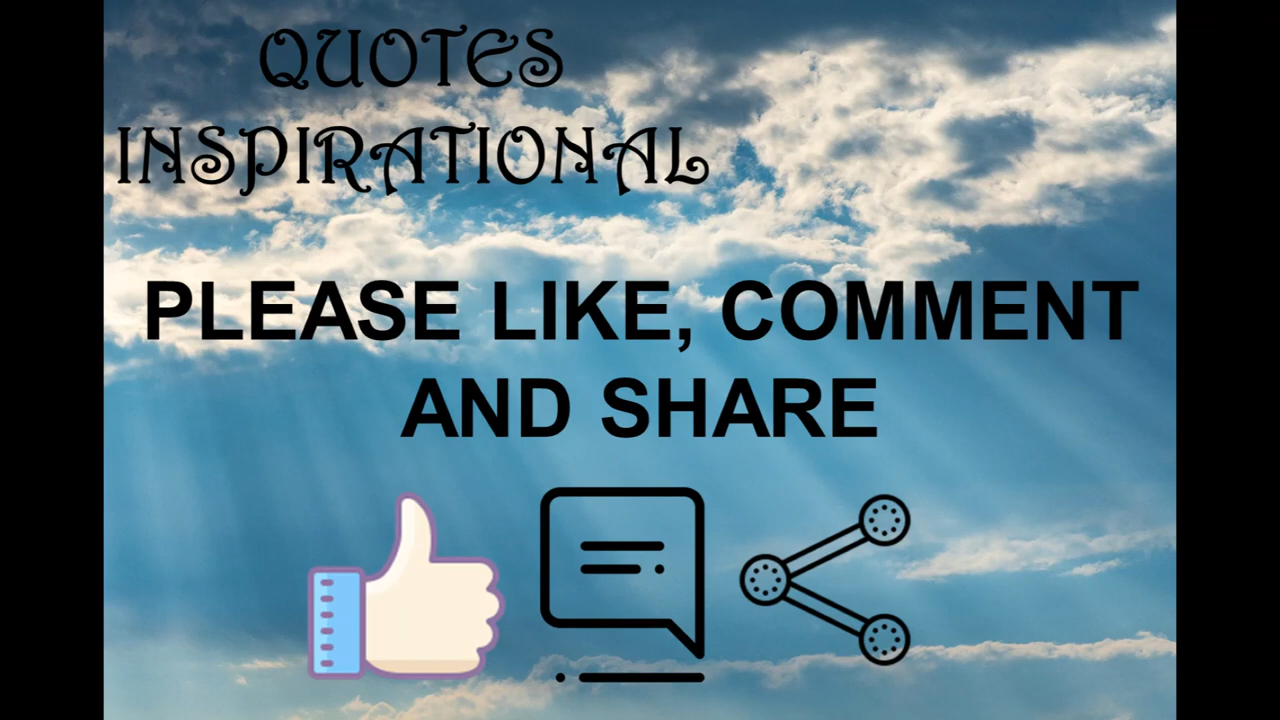 QUOTES
INSPIRATIONAL
PLEASE LIKE, COMMENT
AND SHARE